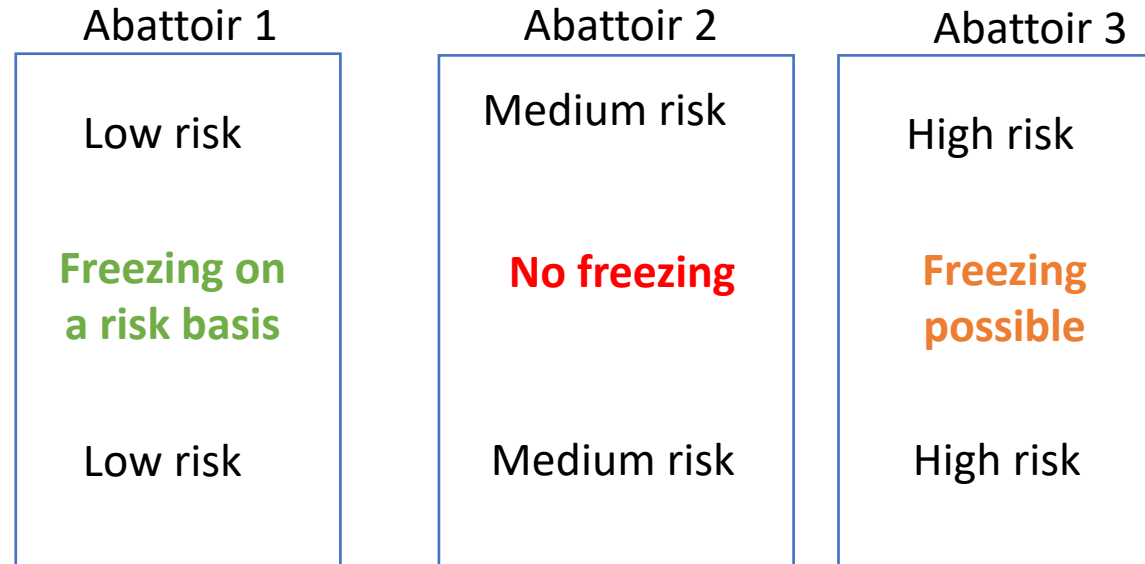 Abattoir 1
Low risk
Freezing on
a risk basis
Low risk
Abattoir 2
Medium risk
No freezing
Medium risk
Abattoir 3
High risk
Freezing
possible
High risk